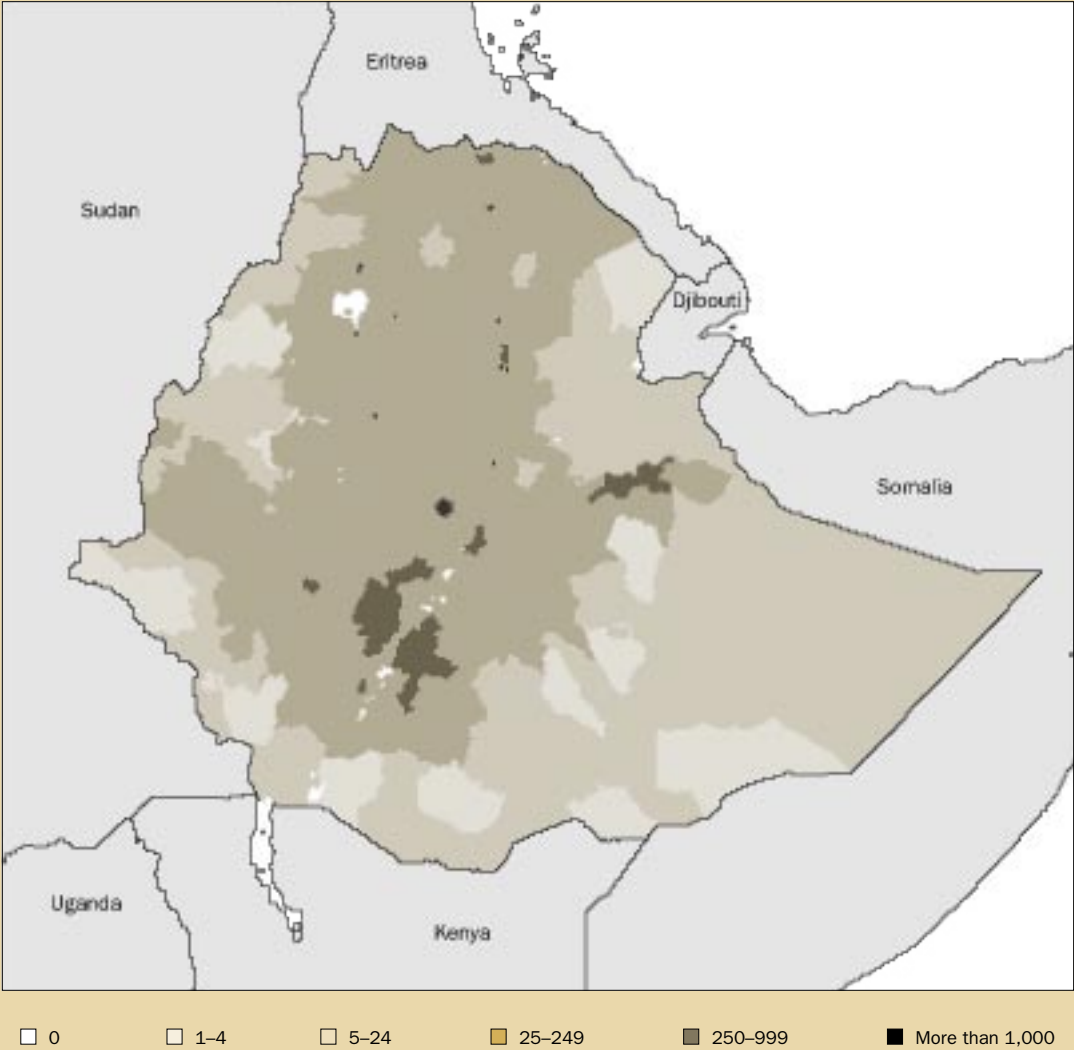 Eritrea
Sudan
Djibouti
Somalia
Uganda
Kenya
0 1–4 5–24 25–249 250–999 More than 1,000